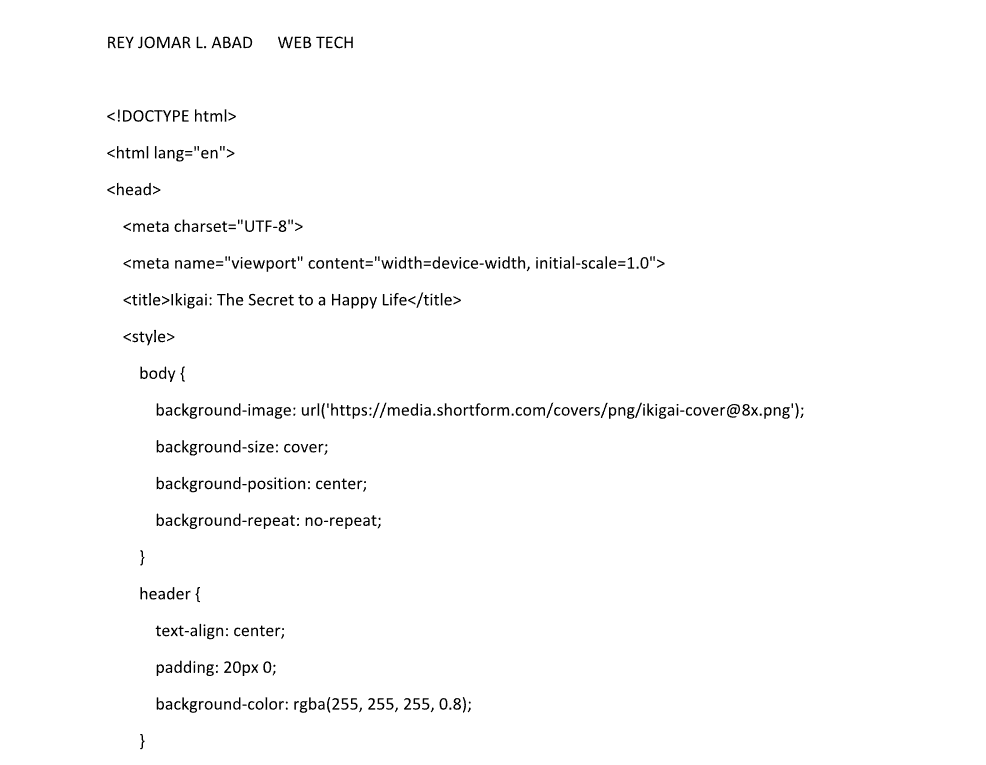 REY JOMAR L. ABAD WEB TECH
<!DOCTYPE html>
<html lang="en">
<head>
<meta charset="UTF-8">
<meta name="viewport" content="width=device-width, initial-scale=1.0">
<title>Ikigai: The Secret to a Happy Life</title>
<style>
body {
background-image: url('https://media.shortform.com/covers/png/ikigai-cover@8x.png');
background-size: cover;
background-position: center;
background-repeat: no-repeat;
}
header {
text-align: center;
padding: 20px 0;
background-color: rgba(255, 255, 255, 0.8);
}